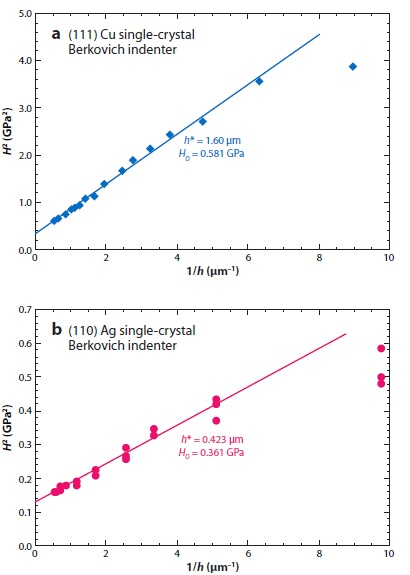 5.0
a (111) Cu single-crystal
Berkovich indenter
4.0
3.0
H² (GPa²)
2.0
h* = 1.60 µm
H₀ = 0.581 GPa
1.0
0.0
0 2 4 6 8 10
1/h (µm⁻¹)
0.7
b (110) Ag single-crystal
Berkovich indenter
0.6
0.5
0.4
H² (GPa²)
0.3
h* = 0.423 µm
H₀ = 0.361 GPa
0.2
0.1
0.0
0 2 4 6 8 10
1/h (µm⁻¹)